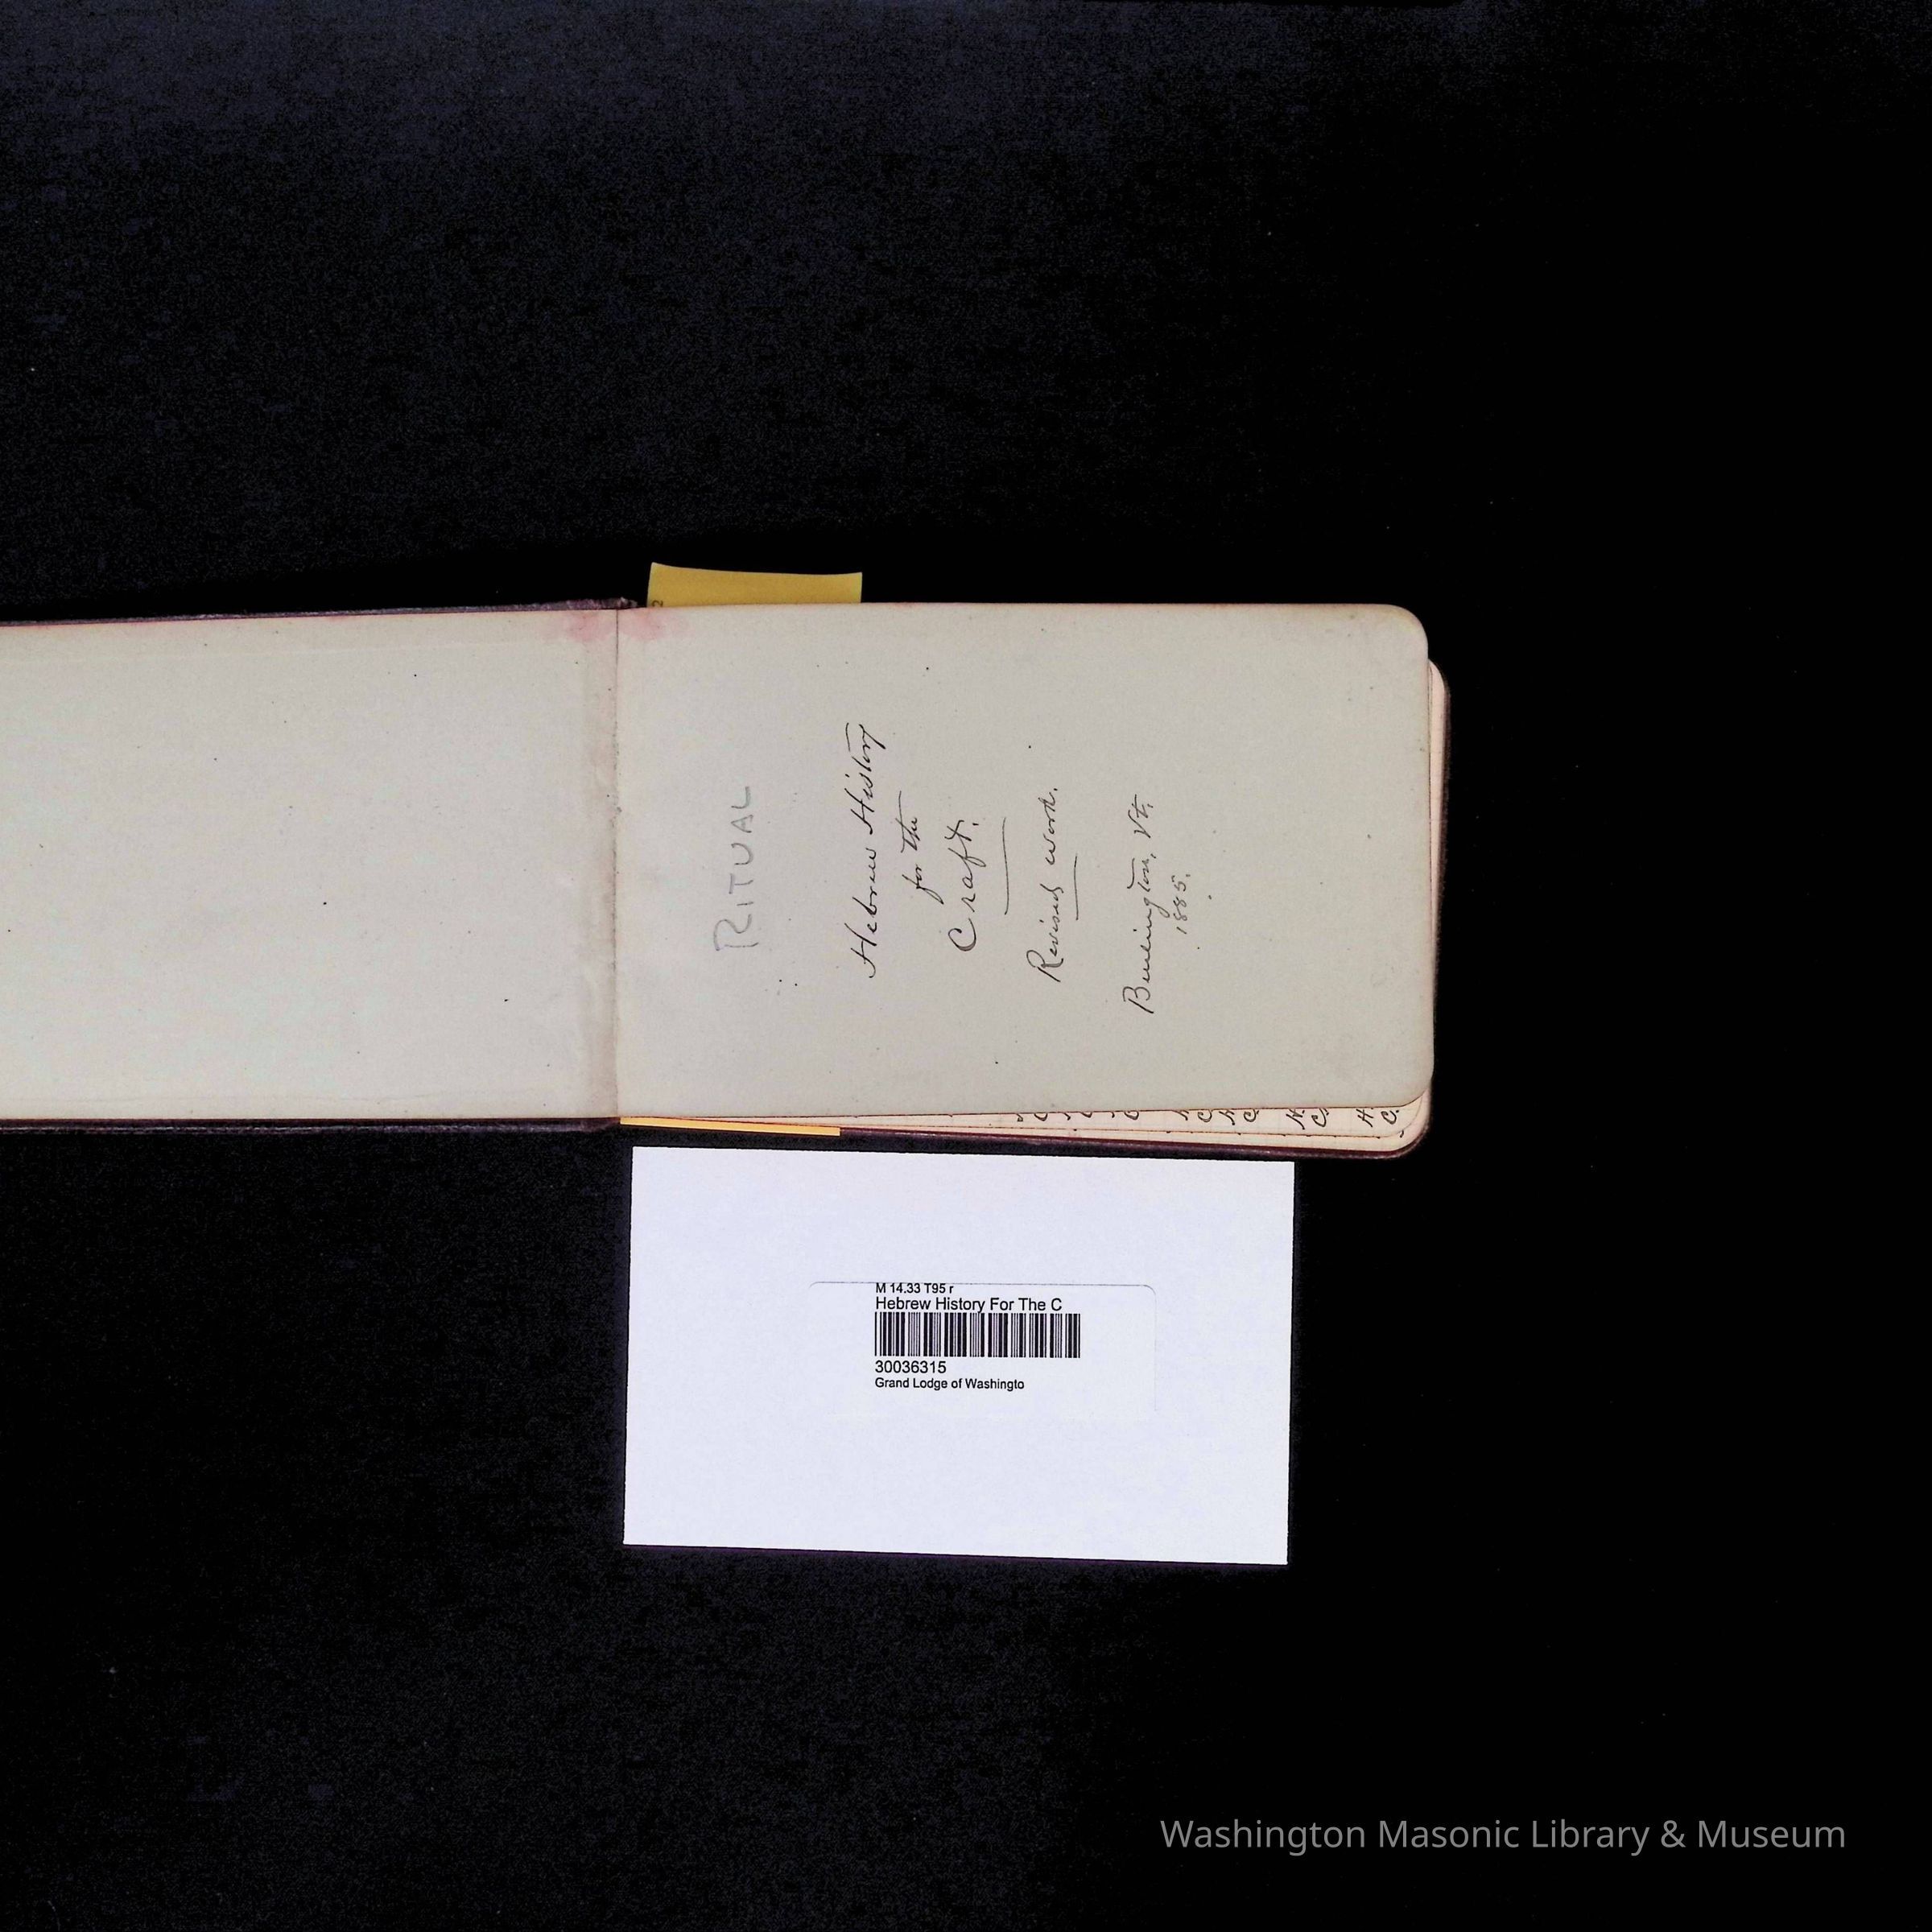 RITUAL
Hebrew History
for the
Craft.
Revised work.
Bennington, Vt.
1885.
M 14.33 T95 r
Hebrew History For The C
30036315
Grand Lodge of Washingto
Washington Masonic Library & Museum